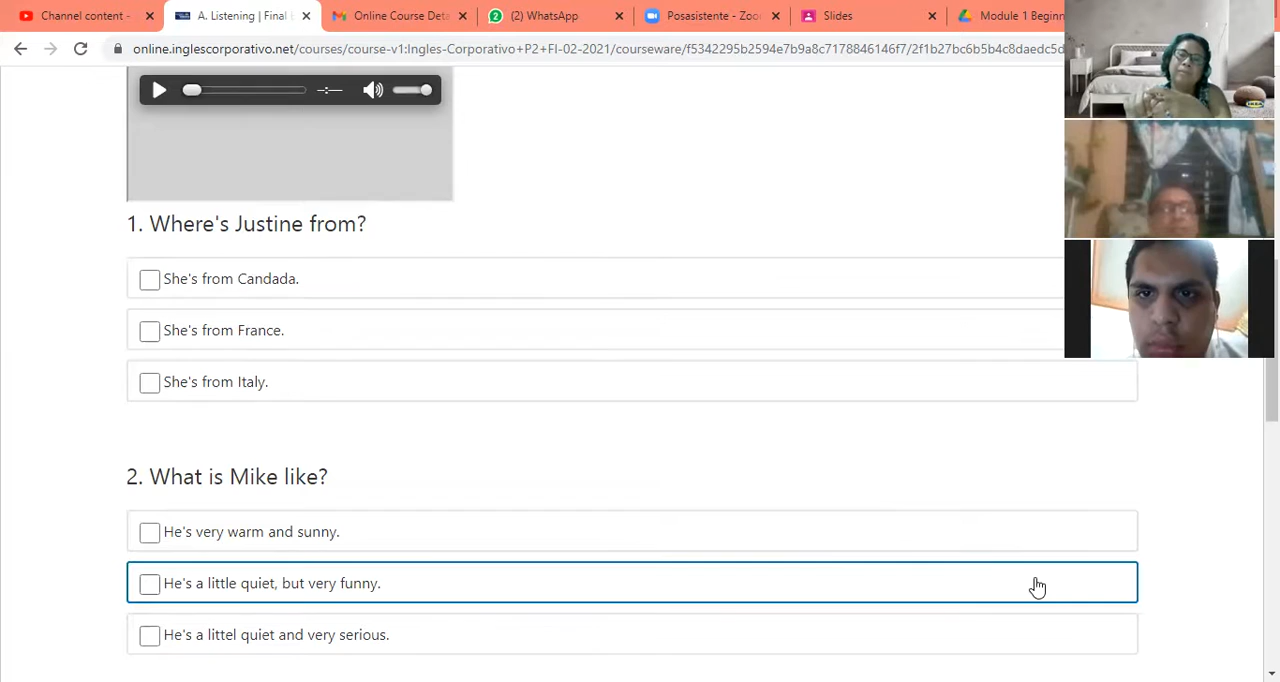 Channel content -
A. Listening | Final
Online Course Deta
2
(2) WhatsApp
Posasistente - Zoo
Slides
Module 1 Beginn
online.inglescorporativo.net/courses/course-v1:Ingles-Corporativo+P2+FI-02-2021/courseware/f5342295b2594e7b9a8c7178846146f7/2f1b27bc6b5b4c8daedc5d
IKEA
-:--
1. Where's Justine from?
She's from Candada.
She's from France.
She's from Italy.
2. What is Mike like?
He's very warm and sunny.
He's a little quiet, but very funny.
He's a littel quiet and very serious.